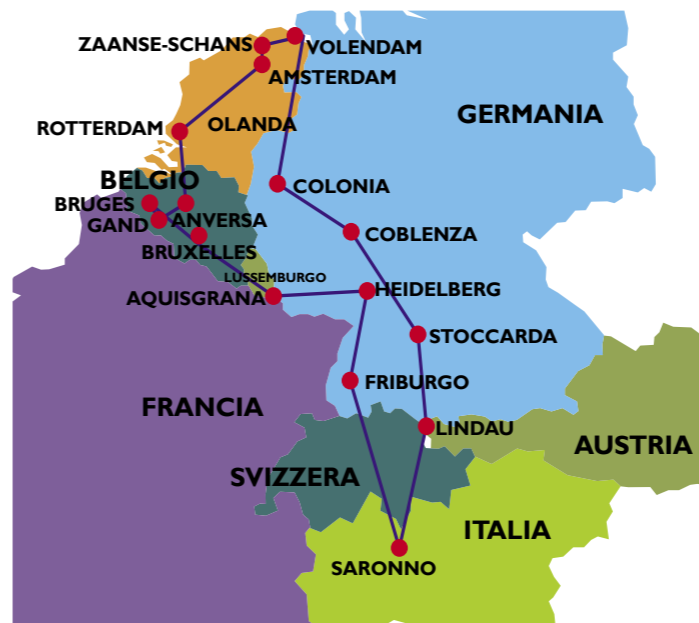 ZAANSE-SCHANS
VOLENDAM
AMSTERDAM
GERMANIA
ROTTERDAM
OLANDA
BELGIO
COLONIA
BRUGES
GAND
ANVERSA
COBLENZA
BRUXELLES
LUSSEMBURGO
AQUISGRANA
HEIDELBERG
STOCCARDA
FRIBURGO
FRANCIA
LINDAU
AUSTRIA
SVIZZERA
ITALIA
SARONNO